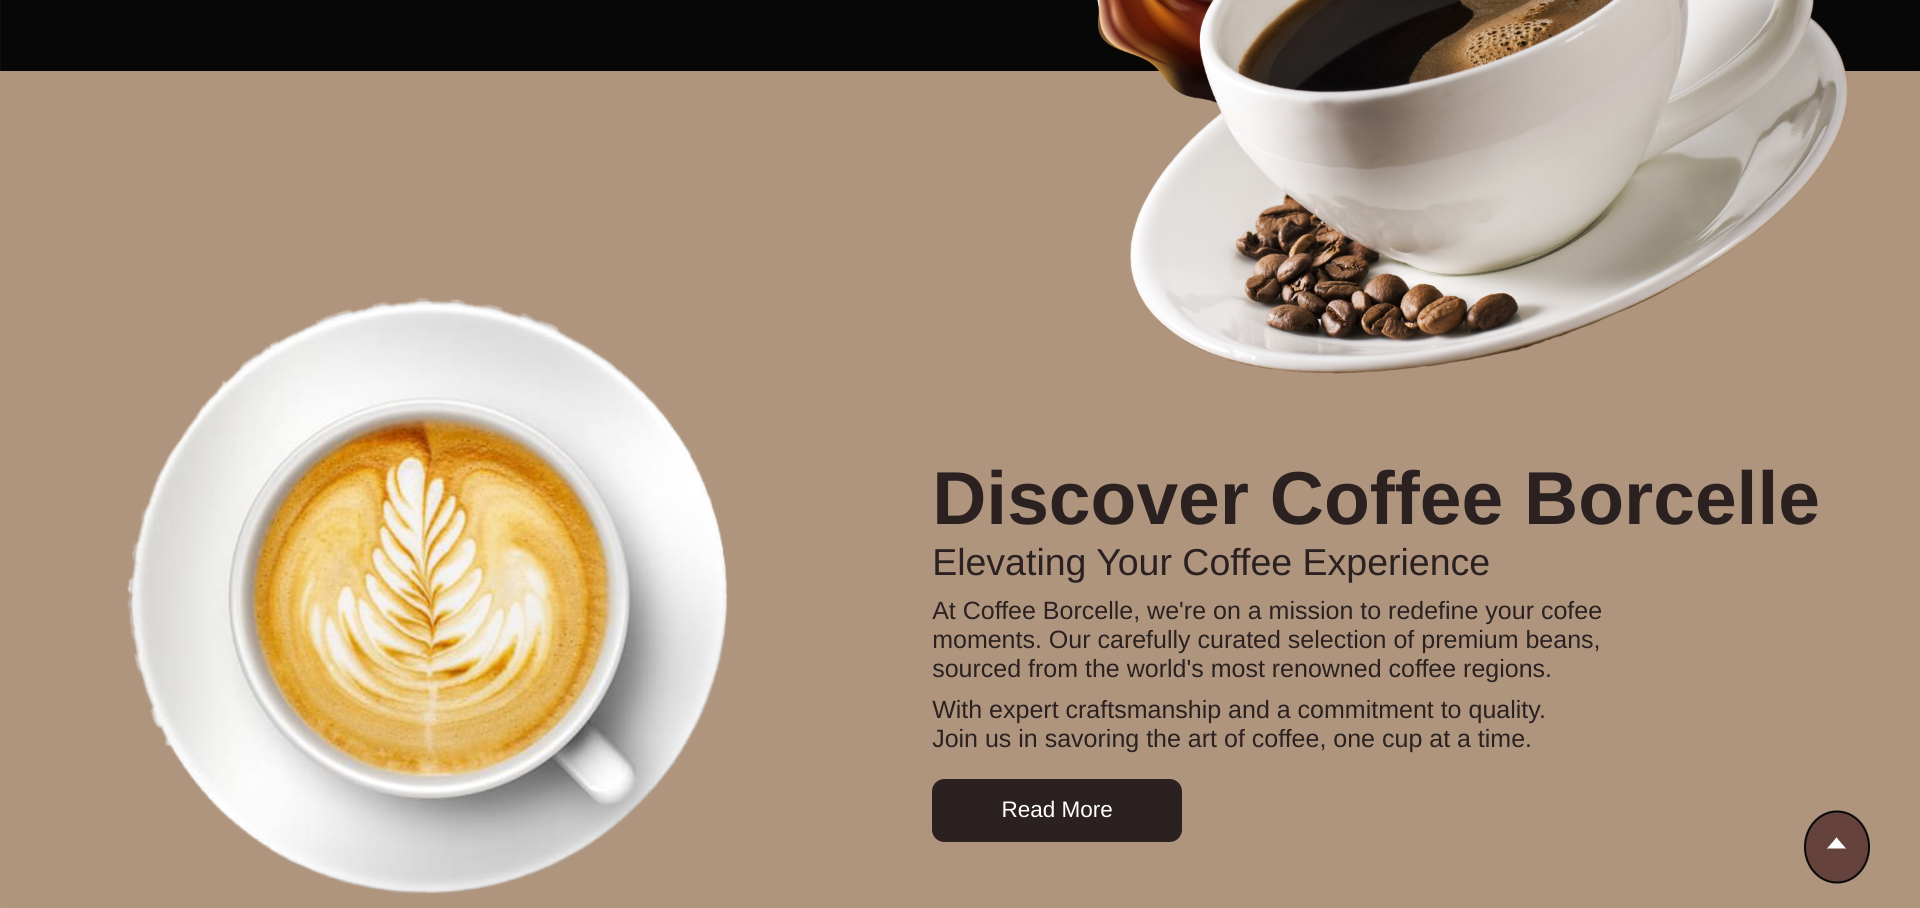 Discover Coffee Borcelle
Elevating Your Coffee Experience
At Coffee Borcelle, we're on a mission to redefine your cofee
moments. Our carefully curated selection of premium beans,
sourced from the world's most renowned coffee regions.
With expert craftsmanship and a commitment to quality.
Join us in savoring the art of coffee, one cup at a time.
Read More